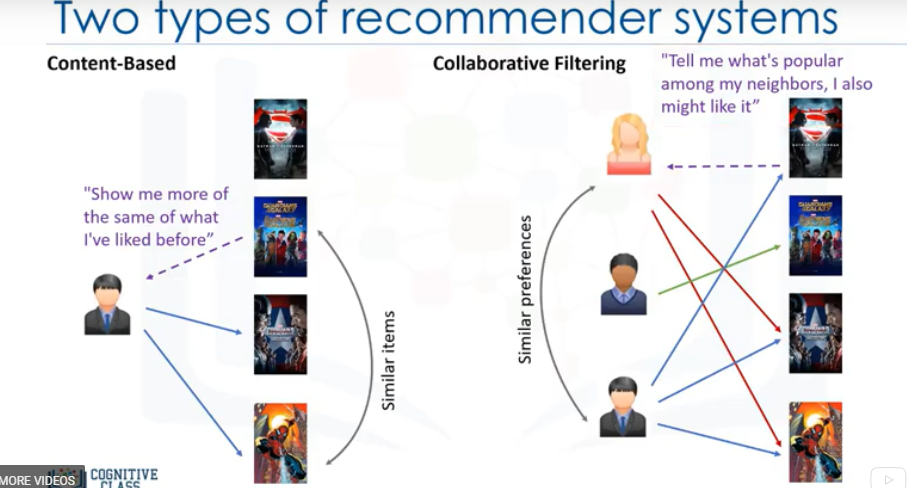 Two types of recommender systems
Content-Based
Collaborative Filtering
"Tell me what's popular
among my neighbors, I also
might like it”
"Show me more of
the same of what
I've liked before”
Similar items
Similar preferences
MORE VIDEOS
COGNITIVE
CLASS